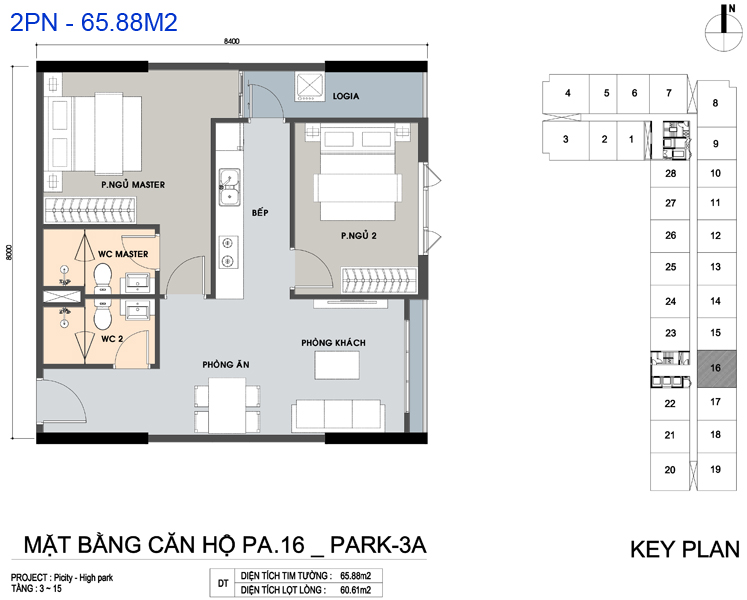 2PN - 65.88M2
N
8400
8000
LOGIA
P.NGỦ MASTER
BẾP
P.NGỦ 2
WC MASTER
WC 2
PHÒNG KHÁCH
PHÒNG ĂN
4 5 6 7 8
3 2 1 9
28 10
27 11
26 12
25 13
24 14
23 15
16
22 17
21 18
20 19
MẶT BẰNG CĂN HỘ PA.16 _ PARK-3A
KEY PLAN
PROJECT : Picity - High park
TẦNG : 3 ~ 15
DT
DIỆN TÍCH TIM TƯỜNG : 65.88m2
DIỆN TÍCH LỌT LÒNG : 60.61m2